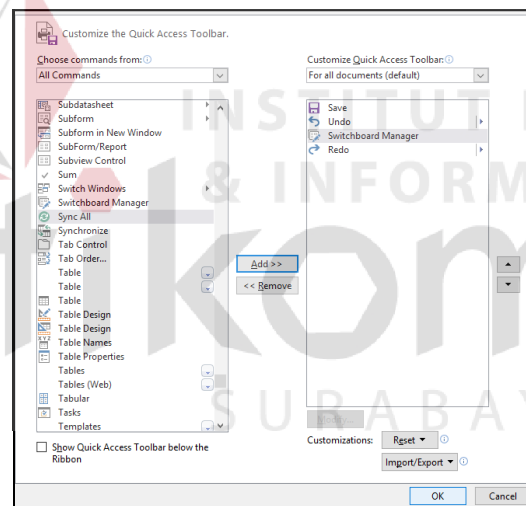 Customize the Quick Access Toolbar.
Choose commands from:
All Commands
Subdatasheet
Subform
Subform in New Window
SubForm/Report
Subview Control
Sum
Switch Windows
Switchboard Manager
Sync All
Synchronize
Tab Control
Tab Order...
Table
Table
Table
Table Design
Table Design
Table Names
Table Properties
Tables
Tables (Web)
Tabular
Tasks
Templates
Show Quick Access Toolbar below the
Ribbon
Add >>
<< Remove
Customize Quick Access Toolbar:
For all documents (default)
Save
Undo
Switchboard Manager
Redo
Modify...
Customizations:
Reset
Import/Export
OK
Cancel
INSTITUT
& INFORM
ikom
SURABAY